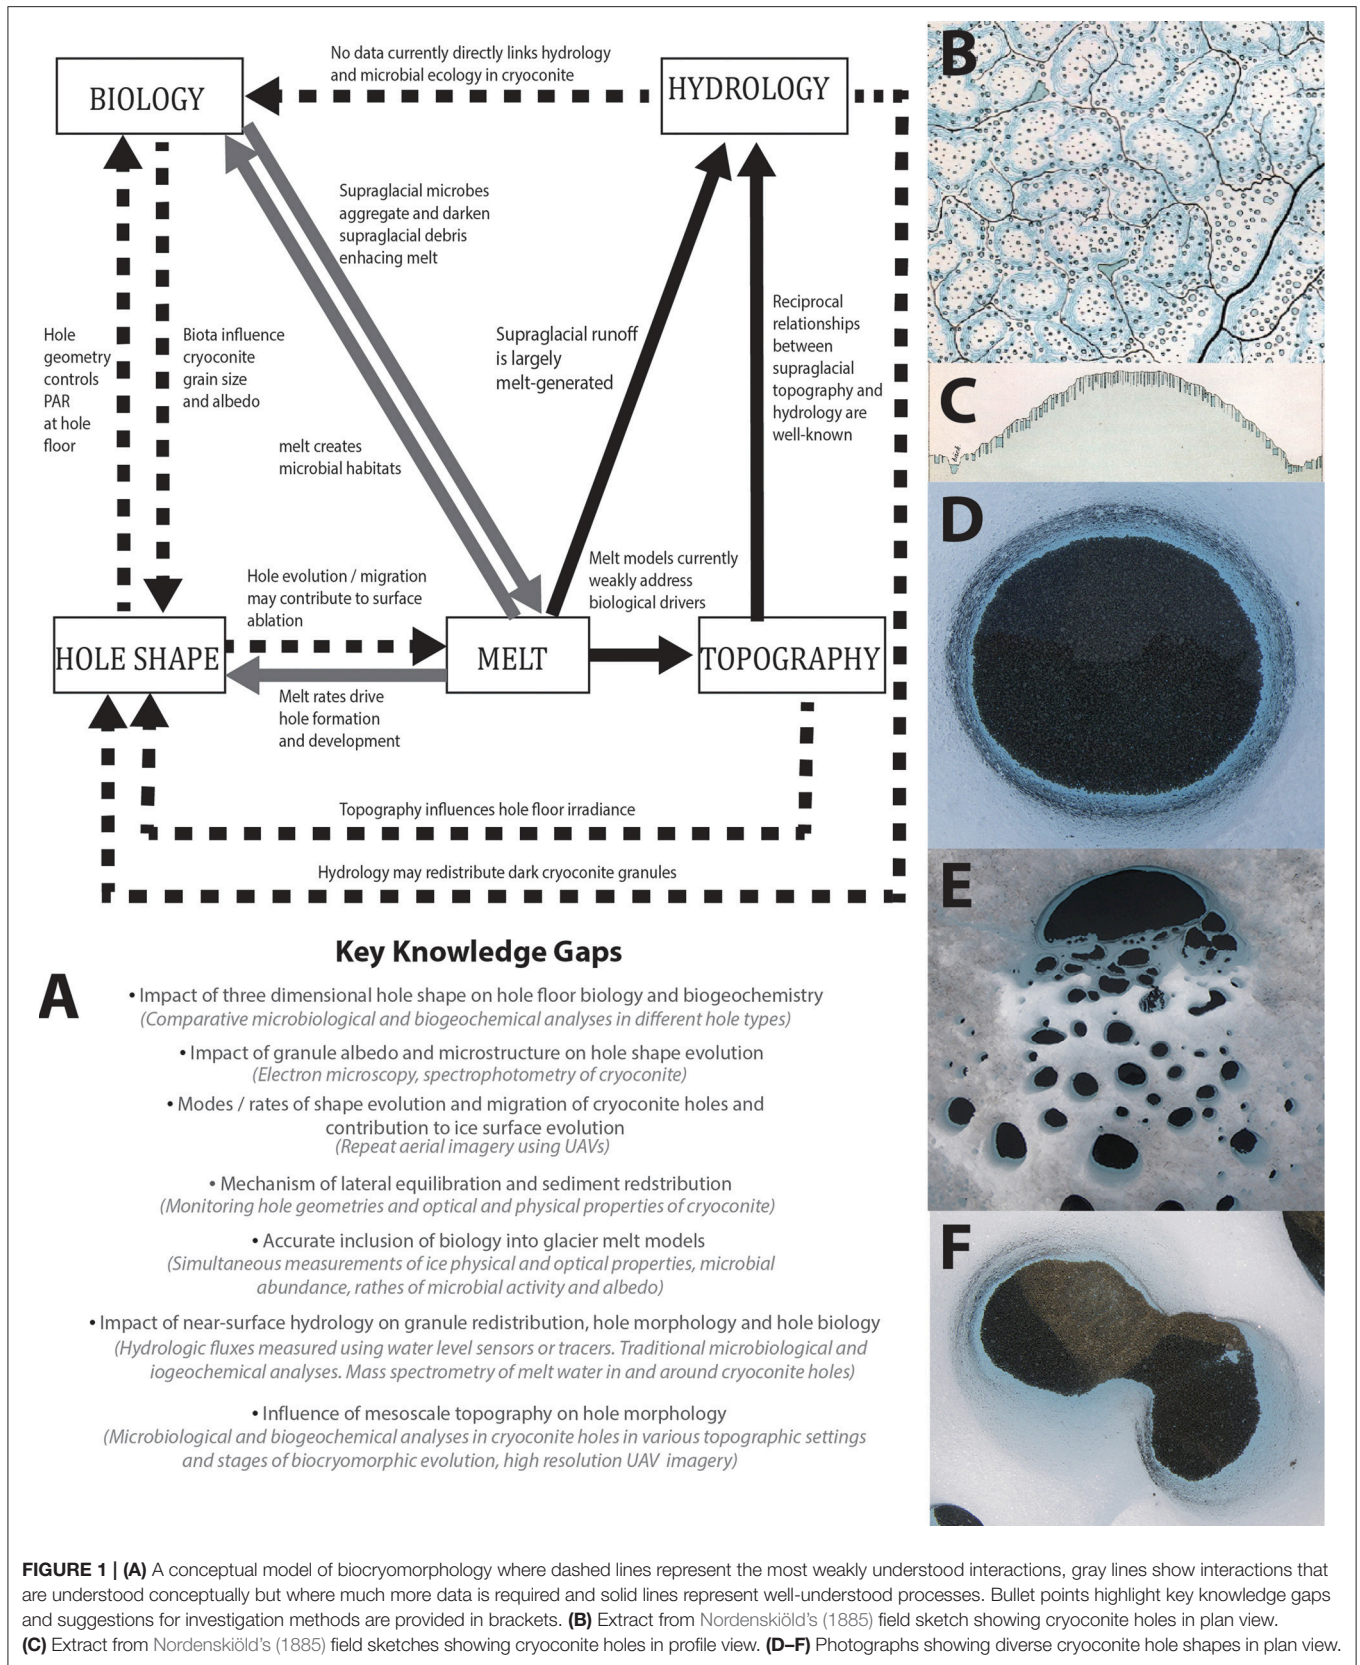 No data currently directly links hydrology
and microbial ecology in cryoconite
BIOLOGY
HYDROLOGY
Supraglacial microbes
aggregate and darken
supraglacial debris
enhacing melt
Hole
geometry
controls
PAR
at hole
floor
Biota influence
cryoconite
grain size
and albedo
melt creates
microbial habitats
Supraglacial runoff
is largely
melt-generated
Reciprocal
relationships
between
supraglacial
topography and
hydrology are
well-known
Hole evolution / migration
may contribute to surface
ablation
Melt models currently
weakly address
biological drivers
HOLE SHAPE
MELT
TOPOGRAPHY
Melt rates drive
hole formation
and development
Topography influences hole floor irradiance
Hydrology may redistribute dark cryoconite granules
Key Knowledge Gaps
A
• Impact of three dimensional hole shape on hole floor biology and biogeochemistry
(Comparative microbiological and biogeochemical analyses in different hole types)
• Impact of granule albedo and microstructure on hole shape evolution
(Electron microscopy, spectrophotometry of cryoconite)
• Modes / rates of shape evolution and migration of cryoconite holes and
contribution to ice surface evolution
(Repeat aerial imagery using UAVs)
• Mechanism of lateral equilibration and sediment redstribution
(Monitoring hole geometries and optical and physical properties of cryoconite)
• Accurate inclusion of biology into glacier melt models
(Simultaneous measurements of ice physical and optical properties, microbial
abundance, rathes of microbial activity and albedo)
• Impact of near-surface hydrology on granule redistribution, hole morphology and hole biology
(Hydrologic fluxes measured using water level sensors or tracers. Traditional microbiological and
iogeochemical analyses. Mass spectrometry of melt water in and around cryoconite holes)
• Influence of mesoscale topography on hole morphology
(Microbiological and biogeochemical analyses in cryoconite holes in various topographic settings
and stages of biocryomorphic evolution, high resolution UAV imagery)
B
C
D
E
F
FIGURE 1 | (A) A conceptual model of biocryomorphology where dashed lines represent the most weakly understood interactions, gray lines show interactions that
are understood conceptually but where much more data is required and solid lines represent well-understood processes. Bullet points highlight key knowledge gaps
and suggestions for investigation methods are provided in brackets. (B) Extract from Nordenskiöld's (1885) field sketch showing cryoconite holes in plan view.
(C) Extract from Nordenskiöld's (1885) field sketches showing cryoconite holes in profile view. (D–F) Photographs showing diverse cryoconite hole shapes in plan view.